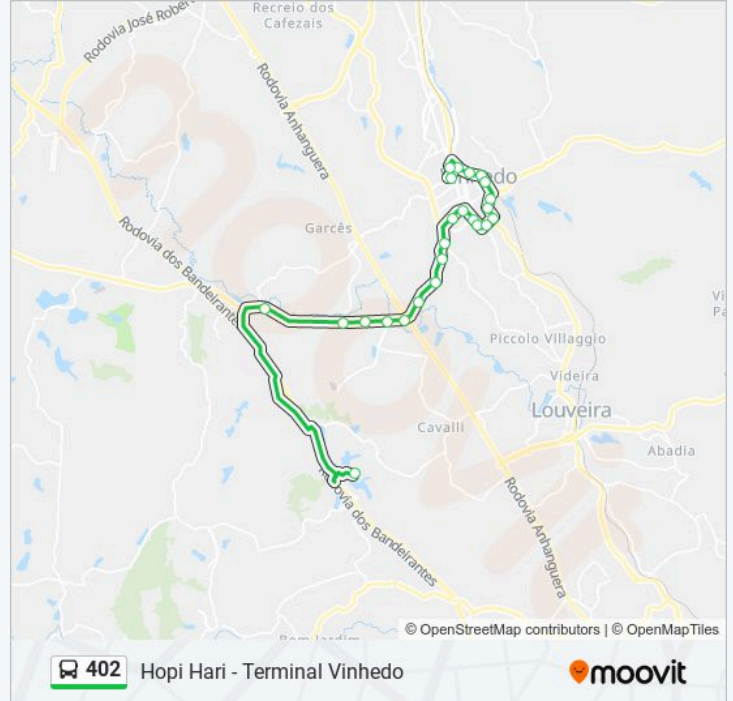 Recreio dos
Cafezais
Rodovia José Rober
Rodovia Anhanguera
Garcês
Rodovia dos Bandeirantes
Piccolo Villaggio
Videira
Louveira
Cavalli
Abadia
Rodovia dos Bandeirantes
Rodovia Anhanguera
© OpenStreetMap contributors | © OpenMapTiles
402 Hopi Hari - Terminal Vinhedo
moovit